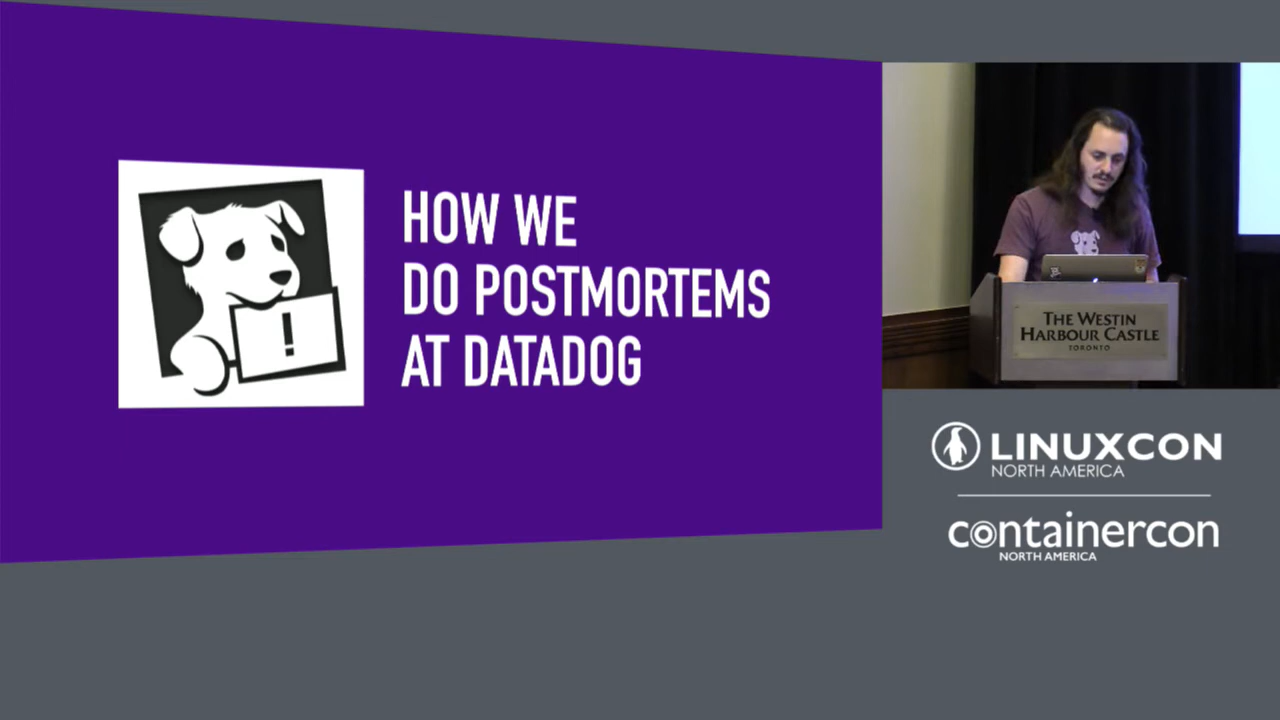 HOW WE
DO POSTMORTEMS
AT DATADOG
!
THE WESTIN
HARBOUR CASTLE
TORONTO
LINUXCON
NORTH AMERICA
containercon
NORTH AMERICA